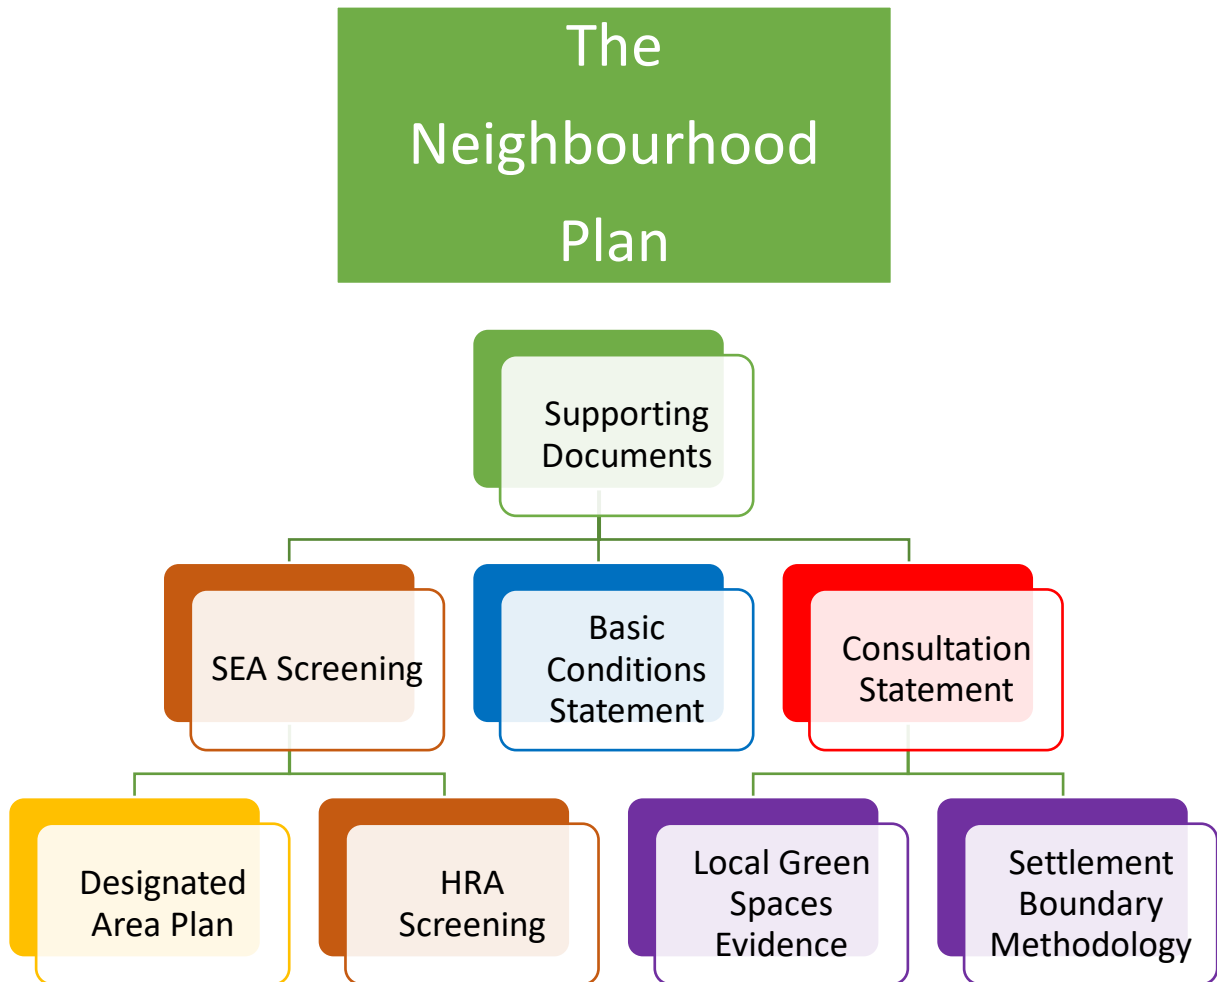 The
Neighbourhood
Plan
Supporting
Documents
SEA Screening
Basic
Conditions
Statement
Consultation
Statement
Designated
Area Plan
HRA
Screening
Local Green
Spaces
Evidence
Settlement
Boundary
Methodology